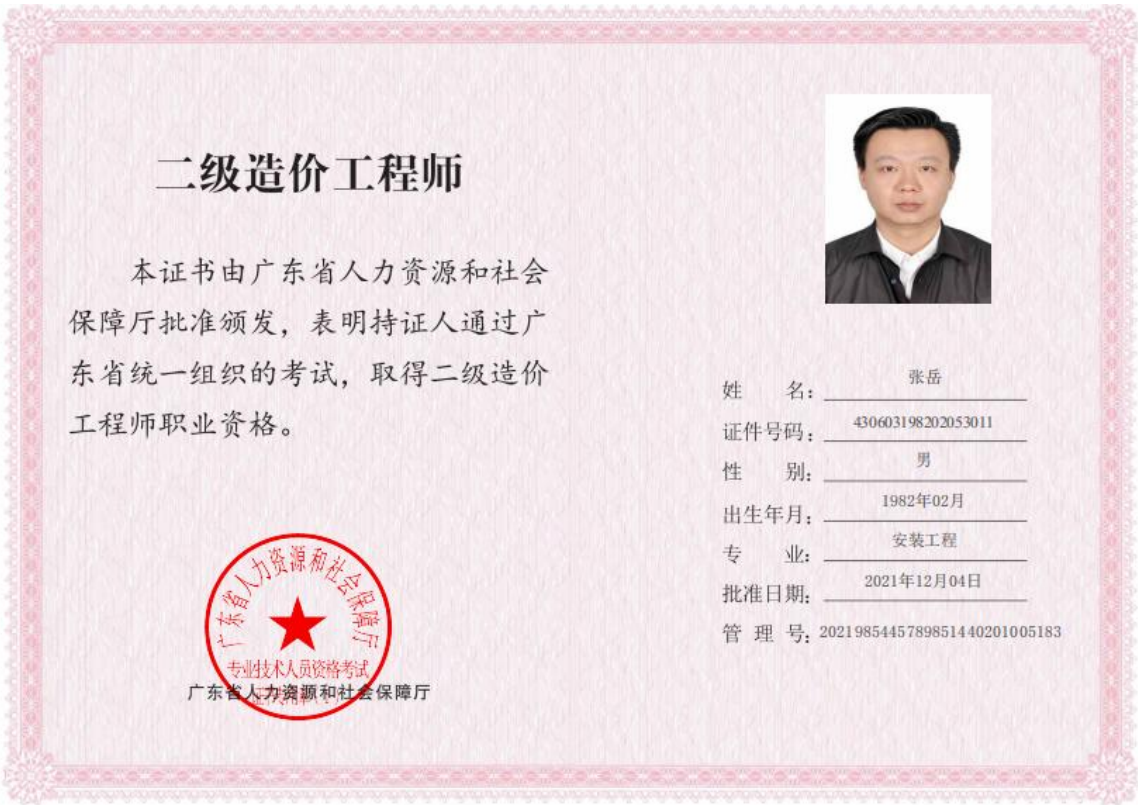 二级造价工程师
本证书由广东省人力资源和社会
保障厅批准颁发，表明持证人通过广
东省统一组织的考试，取得二级造价
工程师职业资格。
广东省人力资源和社会保障厅
专业技术人员资格考试
广东省人力资源和社会保障厅
姓 名：张岳
证件号码：430603198202053011
性 别：男
出生年月：1982年02月
专 业：安装工程
批准日期：2021年12月04日
管 理 号：2021985445789851440201005183